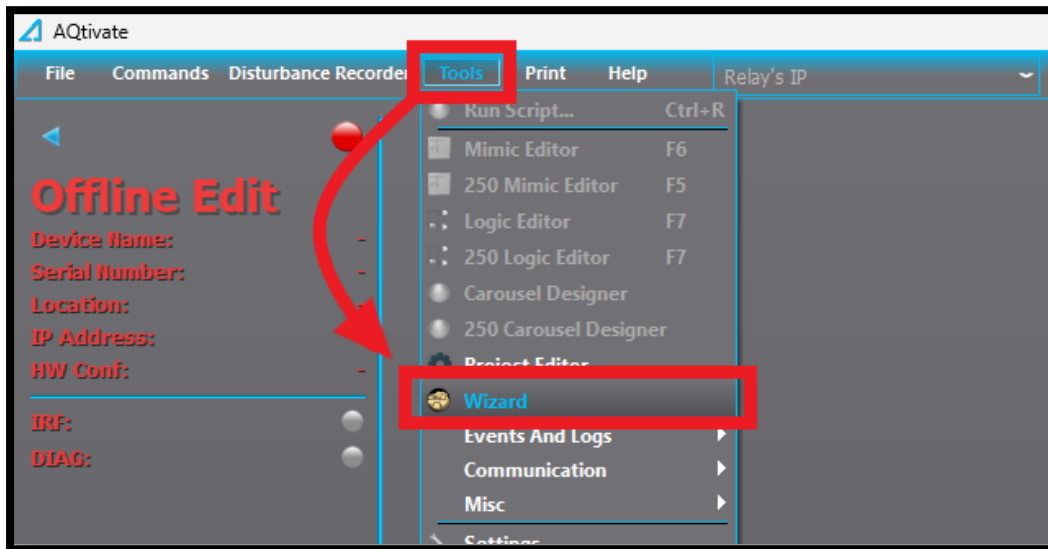 AQtivate
File Commands Disturbance Recorder Tools Print Help Relay's IP
Run Script... Ctrl+R
Mimic Editor F6
250 Mimic Editor F5
Logic Editor F7
250 Logic Editor F7
Carousel Designer
250 Carousel Designer
Project Editor
Wizard
Events And Logs
Communication
Misc
Settings
Offline Edit
Device Name: -
Serial Number: -
Location: -
IP Address:
HW Conf: -
IRF:
DIAG: